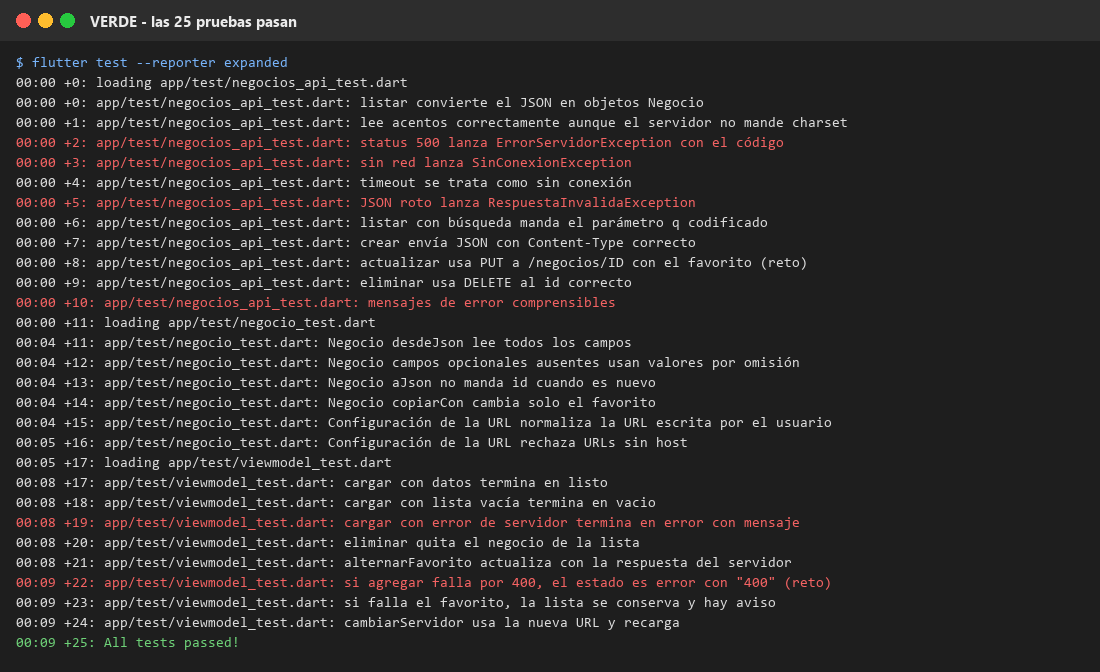 VERDE - las 25 pruebas pasan
$ flutter test --reporter expanded
00:00 +0: loading app/test/negocios_api_test.dart
00:00 +0: app/test/negocios_api_test.dart: listar convierte el JSON en objetos Negocio
00:00 +1: app/test/negocios_api_test.dart: lee acentos correctamente aunque el servidor no mande charset
00:00 +2: app/test/negocios_api_test.dart: status 500 lanza ErrorServidorException con el código
00:00 +3: app/test/negocios_api_test.dart: sin red lanza SinConexionException
00:00 +4: app/test/negocios_api_test.dart: timeout se trata como sin conexión
00:00 +5: app/test/negocios_api_test.dart: JSON roto lanza RespuestaInvalidaException
00:00 +6: app/test/negocios_api_test.dart: listar con búsqueda manda el parámetro q codificado
00:00 +7: app/test/negocios_api_test.dart: crear envía JSON con Content-Type correcto
00:00 +8: app/test/negocios_api_test.dart: actualizar usa PUT a /negocios/ID con el favorito (reto)
00:00 +9: app/test/negocios_api_test.dart: eliminar usa DELETE al id correcto
00:00 +10: app/test/negocios_api_test.dart: mensajes de error comprensibles
00:00 +11: loading app/test/negocio_test.dart
00:04 +11: app/test/negocio_test.dart: Negocio desdeJson lee todos los campos
00:04 +12: app/test/negocio_test.dart: Negocio campos opcionales ausentes usan valores por omisión
00:04 +13: app/test/negocio_test.dart: Negocio aJson no manda id cuando es nuevo
00:04 +14: app/test/negocio_test.dart: Negocio copiarCon cambia solo el favorito
00:04 +15: app/test/negocio_test.dart: Configuración de la URL normaliza la URL escrita por el usuario
00:05 +16: app/test/negocio_test.dart: Configuración de la URL rechaza URLs sin host
00:05 +17: loading app/test/viewmodel_test.dart
00:08 +17: app/test/viewmodel_test.dart: cargar con datos termina en listo
00:08 +18: app/test/viewmodel_test.dart: cargar con lista vacía termina en vacio
00:08 +19: app/test/viewmodel_test.dart: cargar con error de servidor termina en error con mensaje
00:08 +20: app/test/viewmodel_test.dart: eliminar quita el negocio de la lista
00:08 +21: app/test/viewmodel_test.dart: alternarFavorito actualiza con la respuesta del servidor
00:09 +22: app/test/viewmodel_test.dart: si agregar falla por 400, el estado es error con "400" (reto)
00:09 +23: app/test/viewmodel_test.dart: si falla el favorito, la lista se conserva y hay aviso
00:09 +24: app/test/viewmodel_test.dart: cambiarServidor usa la nueva URL y recarga
00:09 +25: All tests passed!